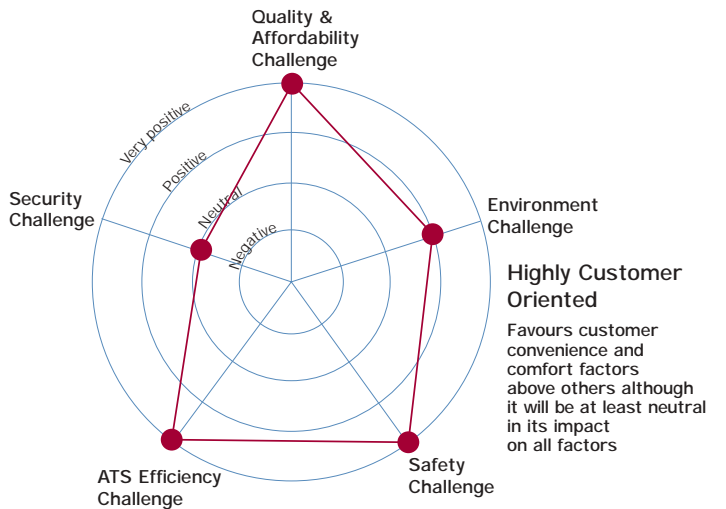 Quality &
Affordability
Challenge
Very positive
Positive
Neutral
Negative
Security
Challenge
Environment
Challenge
Highly Customer
Oriented
Favours customer
convenience and
comfort factors
above others although
it will be at least neutral
in its impact
on all factors
ATS Efficiency
Challenge
Safety
Challenge